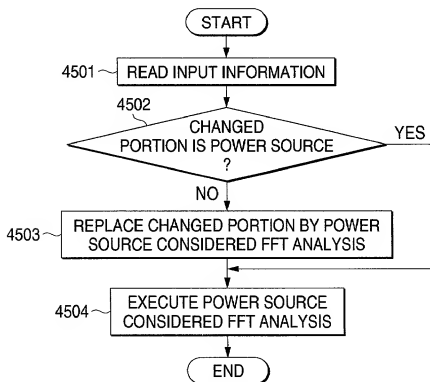 START
4501
READ INPUT INFORMATION
4502
CHANGED
PORTION IS POWER SOURCE
?
YES
NO
4503
REPLACE CHANGED PORTION BY POWER
SOURCE CONSIDERED FFT ANALYSIS
4504
EXECUTE POWER SOURCE
CONSIDERED FFT ANALYSIS
END